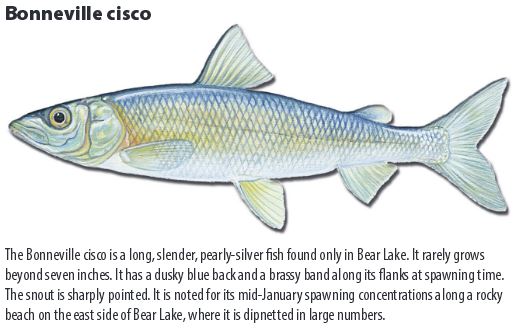 Bonneville cisco
The Bonneville cisco is a long, slender, pearly-silver fish found only in Bear Lake. It rarely grows
beyond seven inches. It has a dusky blue back and a brassy band along its flanks at spawning time.
The snout is sharply pointed. It is noted for its mid-January spawning concentrations along a rocky
beach on the east side of Bear Lake, where it is dipnetted in large numbers.